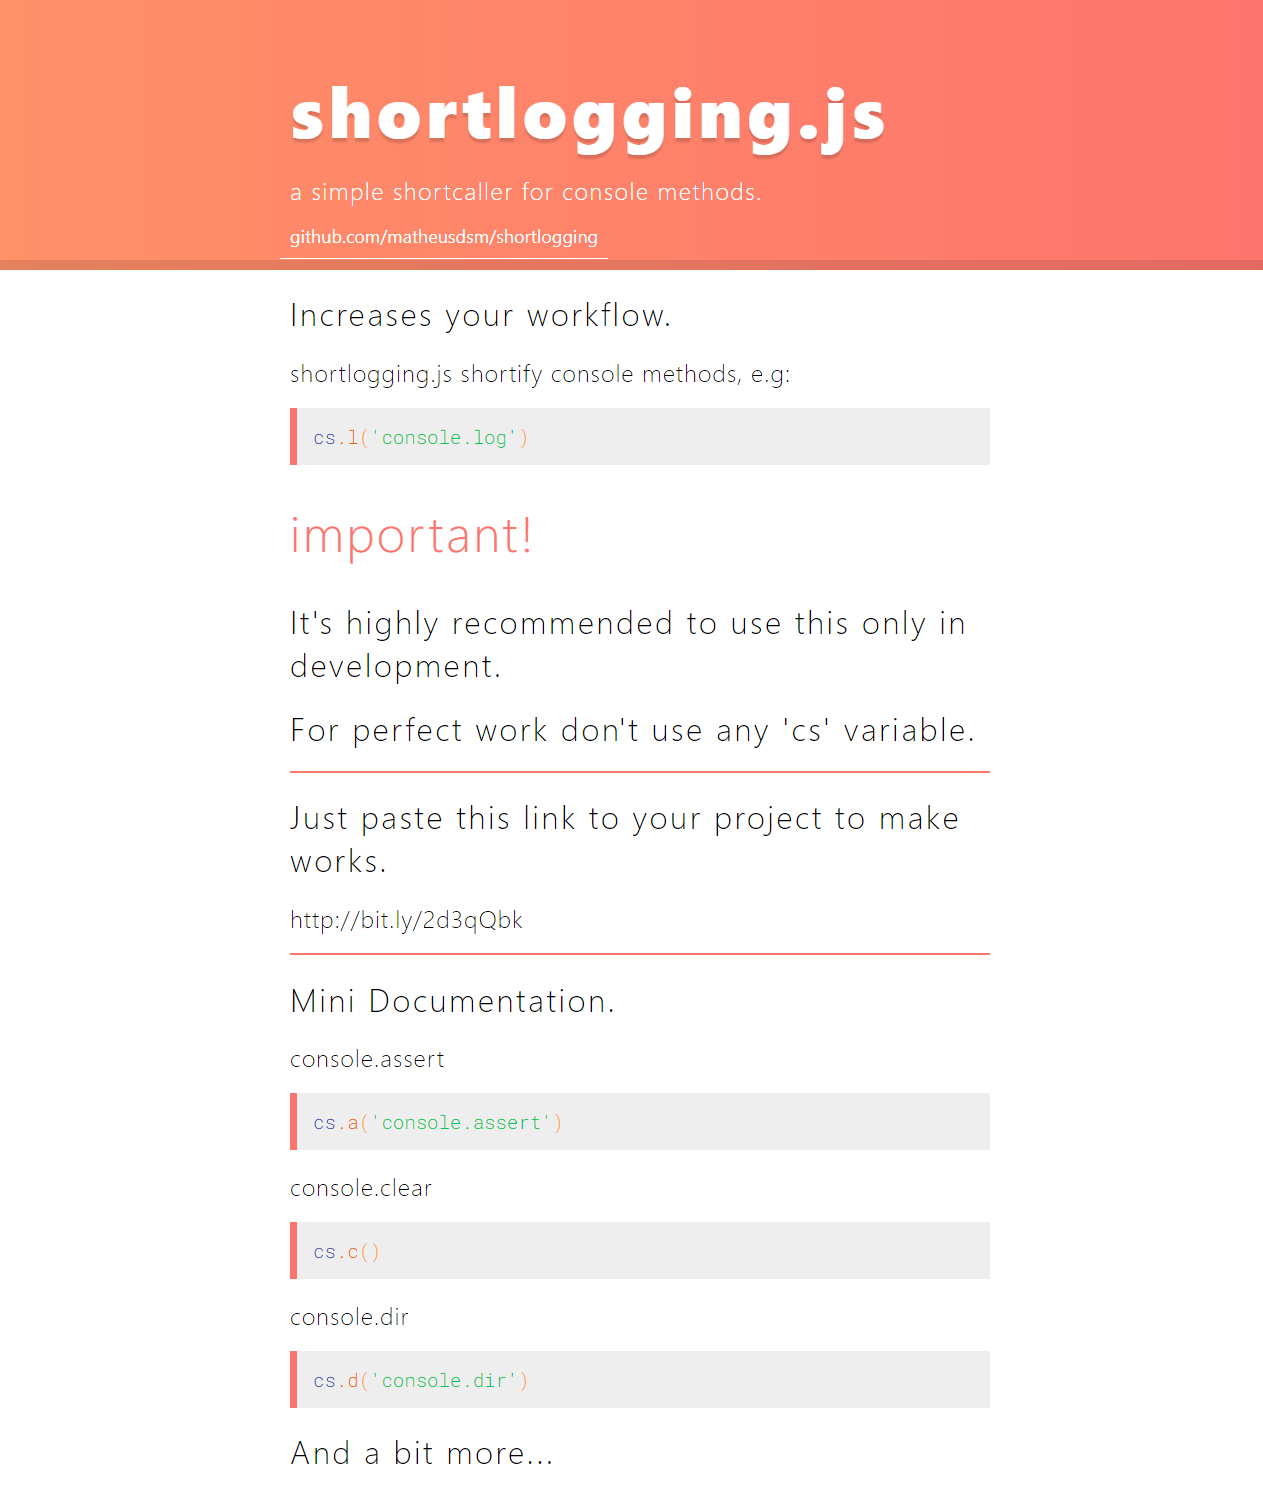 shortlogging.js
a simple shortcaller for console methods.
github.com/matheusdsm/shortlogging
Increases your workflow.
shortlogging.js shortify console methods, e.g:
cs.l('console.log')
important!
It's highly recommended to use this only in
development.
For perfect work don't use any 'cs' variable.
Just paste this link to your project to make
works.
http://bit.ly/2d3qQbk
Mini Documentation.
console.assert
cs.a('console.assert')
console.clear
cs.c()
console.dir
cs.d('console.dir')
And a bit more...